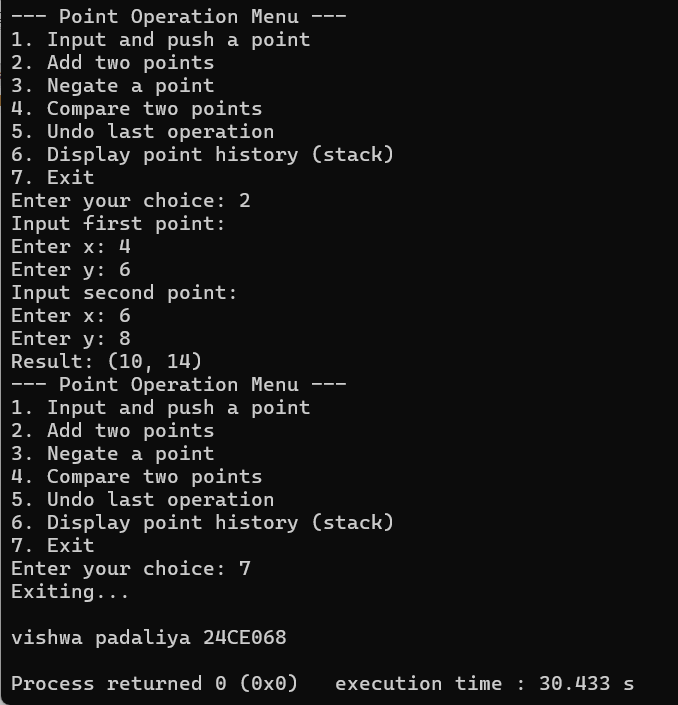 --- Point Operation Menu ---
1. Input and push a point
2. Add two points
3. Negate a point
4. Compare two points
5. Undo last operation
6. Display point history (stack)
7. Exit
Enter your choice: 2
Input first point:
Enter x: 4
Enter y: 6
Input second point:
Enter x: 6
Enter y: 8
Result: (10, 14)
--- Point Operation Menu ---
1. Input and push a point
2. Add two points
3. Negate a point
4. Compare two points
5. Undo last operation
6. Display point history (stack)
7. Exit
Enter your choice: 7
Exiting...
vishwa padaliya 24CE068
Process returned 0 (0x0)   execution time : 30.433 s